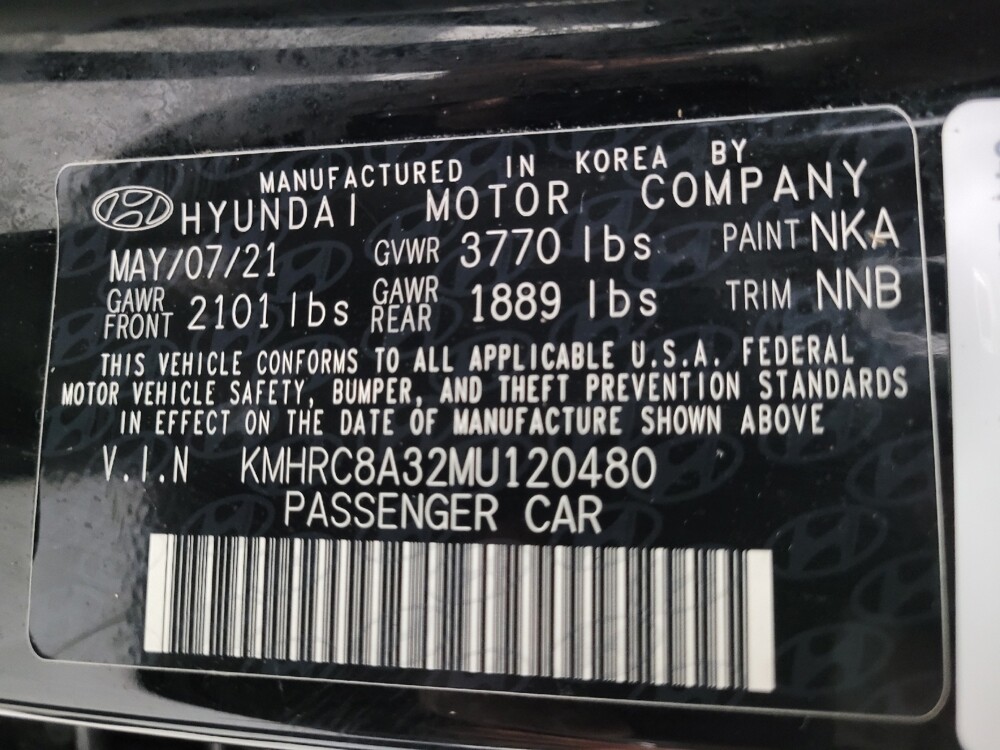 MANUFACTURED IN KOREA BY
HYUNDAI MOTOR COMPANY
MAY/07/21 GVWR 3770 lbs PAINT NKA
GAWR FRONT 2101 lbs GAWR REAR 1889 lbs TRIM NNB
THIS VEHICLE CONFORMS TO ALL APPLICABLE U.S.A. FEDERAL
MOTOR VEHICLE SAFETY, BUMPER, AND THEFT PREVENTION STANDARDS
IN EFFECT ON THE DATE OF MANUFACTURE SHOWN ABOVE
V.I.N KMHRC8A32MU120480
PASSENGER CAR